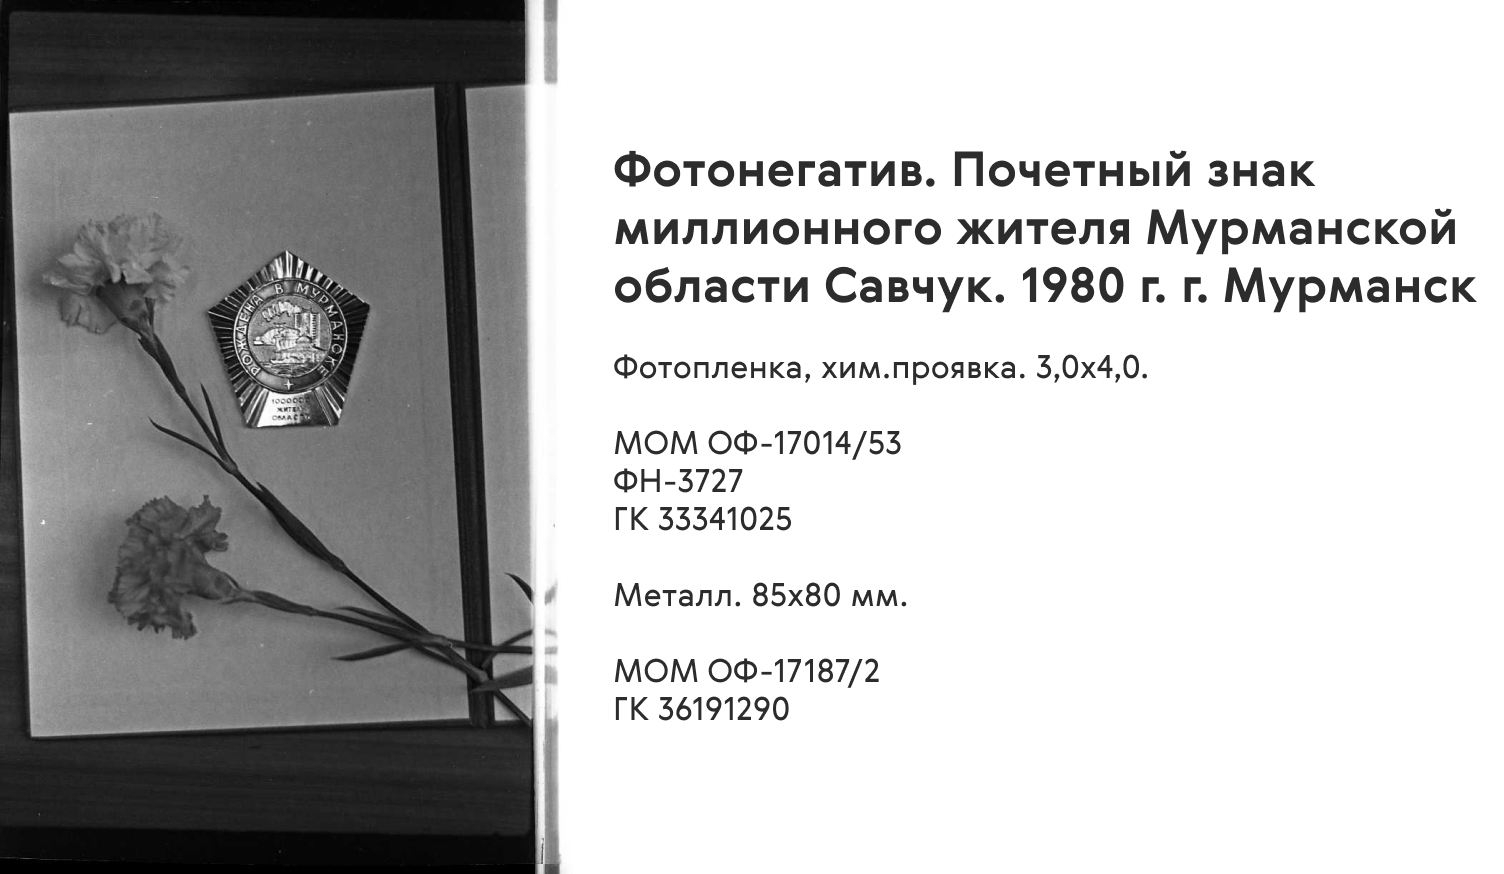 РОЖДЕНА В МУРМАНСКЕ
1000000
ЖИТЕЛЬ
ОБЛАСТИ
Фотонегатив. Почетный знак
миллионного жителя Мурманской
области Савчук. 1980 г. г. Мурманск
Фотопленка, хим.проявка. 3,0х4,0.
МОМ ОФ-17014/53
ФН-3727
ГК 33341025
Металл. 85х80 мм.
МОМ ОФ-17187/2
ГК 36191290